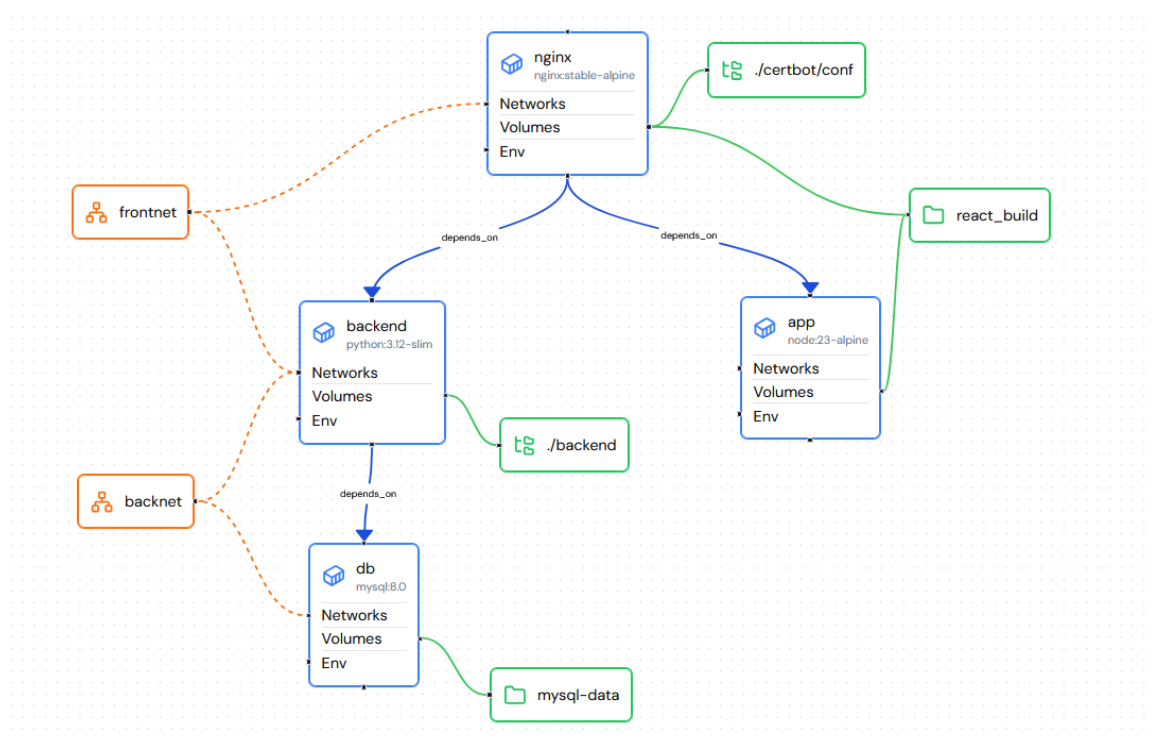 nginx
nginx:stable-alpine
Networks
Volumes
Env
./certbot/conf
frontnet
react_build
depends_on
depends_on
backend
python:3.12-slim
Networks
Volumes
Env
app
node:23-alpine
Networks
Volumes
Env
./backend
backnet
depends_on
db
mysql:8.0
Networks
Volumes
Env
mysql-data